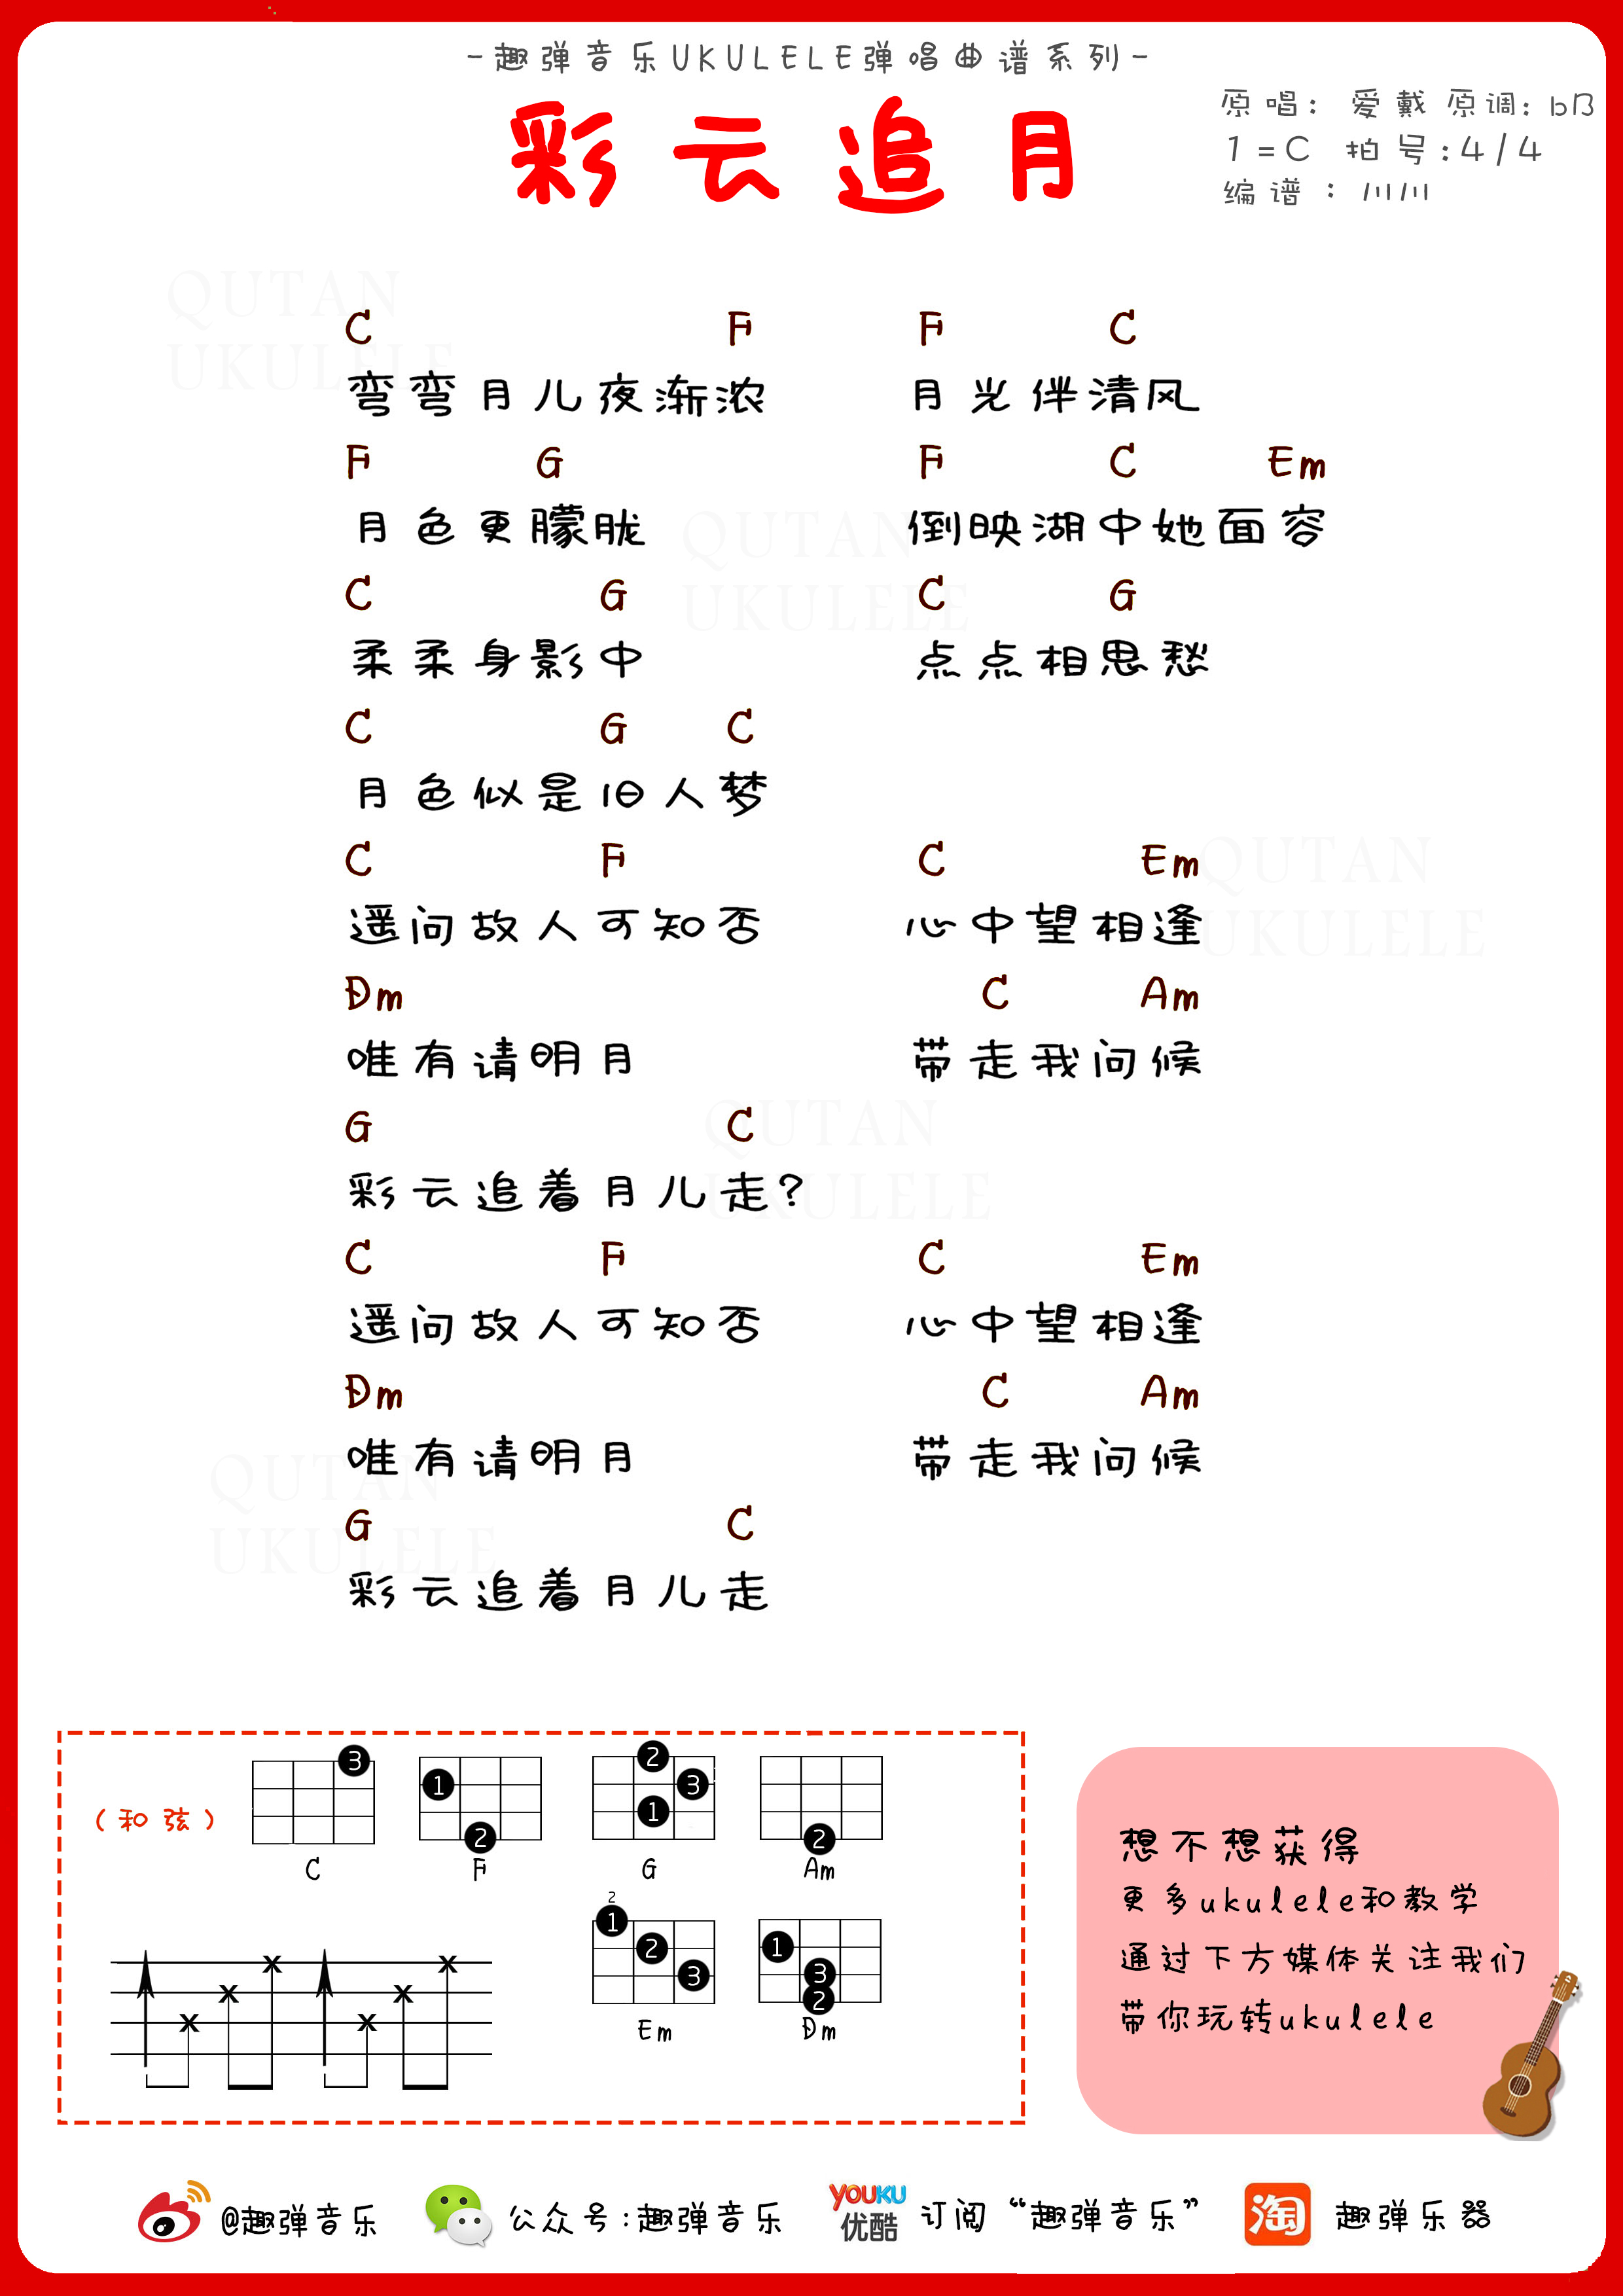 -趣弹音乐UKULELE弹唱曲谱系列-
彩云追月
原唱: 爱戴 原调: bB
1=C 拍号:4/4
编谱:川川
QUTAN
UKULELE
C F F C
弯弯月儿夜渐浓 月光伴清风
F G F C Em
月色更朦胧 倒映湖中她面容
QUTAN
UKULELE
C G C G
柔柔身影中 点点相思愁
C G C
月色似是旧人梦
C F C Em
遥问故人可知否 心中望相逢
QUTAN
UKULELE
Dm C Am
唯有请明月 带走我问候
G C
彩云追着月儿走?
QUTAN
UKULELE
C F C Em
遥问故人可知否 心中望相逢
Dm C Am
唯有请明月 带走我问候
QUTAN
UKULELE
G C
彩云追着月儿走
(和弦)
3
C
1
2
F
2
3
1
G
2
Am
2
1
2
3
Em
1
3
2
Dm
X X X X X X
想不想获得
更多ukulele和教学
通过下方媒体关注我们
带你玩转ukulele
@趣弹音乐
公众号:趣弹音乐
YOUKU
优酷
订阅“趣弹音乐”
淘
趣弹乐器